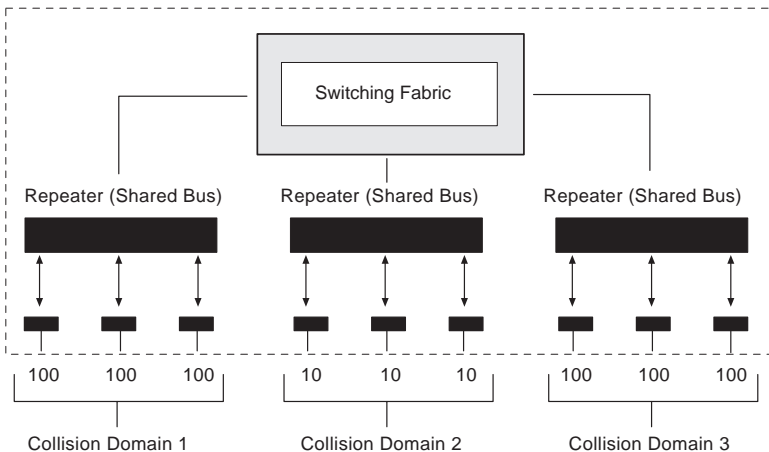 Switching Fabric
Repeater (Shared Bus) Repeater (Shared Bus) Repeater (Shared Bus)
100 100 100 10 10 10 100 100 100
Collision Domain 1 Collision Domain 2 Collision Domain 3